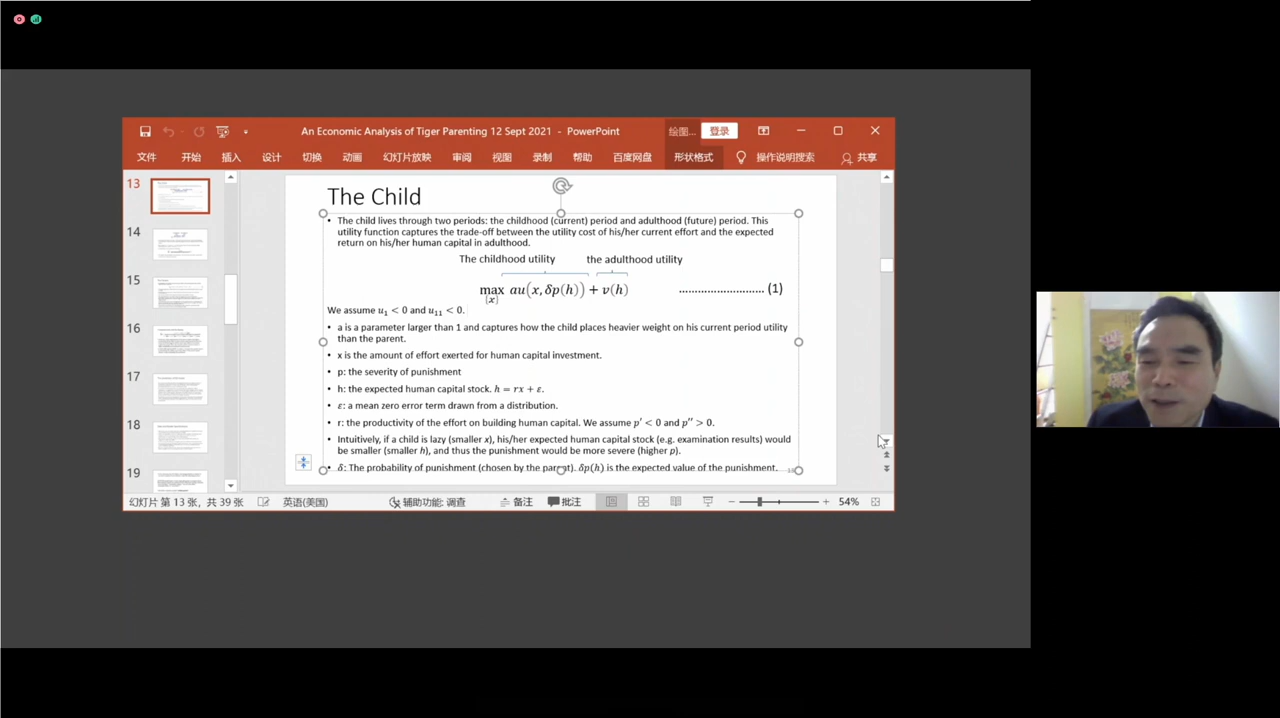 An Economic Analysis of Tiger Parenting 12 Sept 2021 - PowerPoint
绘图... 登录
文件 开始 插入 设计 切换 动画 幻灯片放映 审阅 视图 录制 帮助 百度网盘 形状格式 操作说明搜索 共享
13
14
15
16
17
18
19
The Child
• The child lives through two periods: the childhood (current) period and adulthood (future) period. This
utility function captures the trade-off between the utility cost of his/her current effort and the expected
return on his/her human capital in adulthood.
The childhood utility the adulthood utility
max au(x, δp(h)) + v(h) ........................... (1)
{x}
We assume u₁ < 0 and u₁₁ < 0.
• a is a parameter larger than 1 and captures how the child places heavier weight on his current period utility
than the parent.
• x is the amount of effort exerted for human capital investment.
• p: the severity of punishment
• h: the expected human capital stock. h = rx + ε.
• ε: a mean zero error term drawn from a distribution.
• r: the productivity of the effort on building human capital. We assume p′ < 0 and p″ > 0.
• Intuitively, if a child is lazy (smaller x), his/her expected human capital stock (e.g. examination results) would
be smaller (smaller h), and thus the punishment would be more severe (higher p).
• δ: The probability of punishment (chosen by the parent). δp(h) is the expected value of the punishment.
幻灯片 第 13 张，共 39 张 英语(美国) 辅助功能: 调查 备注 批注 54%